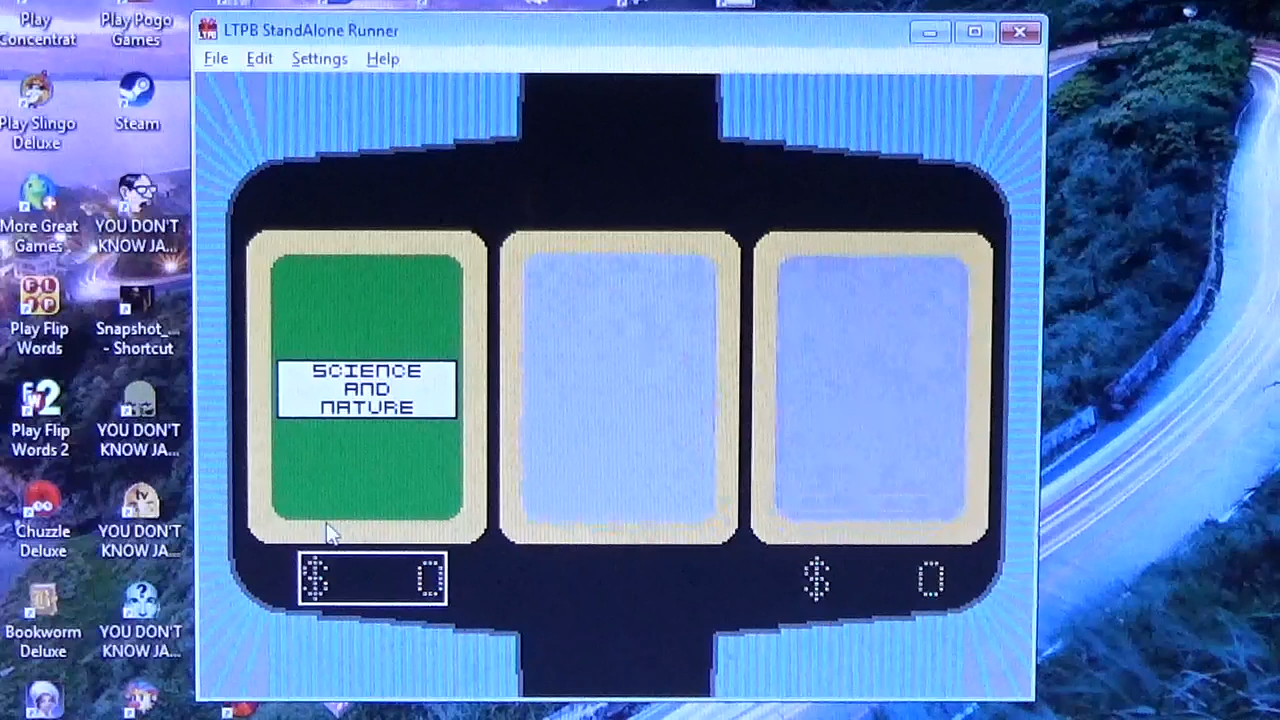 Play
Concentrat
Play Pogo
Games
LTPB StandAlone Runner
File Edit Settings Help
Play Slingo
Deluxe
Steam
More Great
Games
YOU DON'T
KNOW JA...
Play Flip
Words
Snapshot_...
- Shortcut
Play Flip
Words 2
YOU DON'T
KNOW JA...
Chuzzle
Deluxe
YOU DON'T
KNOW JA...
Bookworm
Deluxe
YOU DON'T
KNOW JA...
SCIENCE
AND
NATURE
$ 0
$ 0